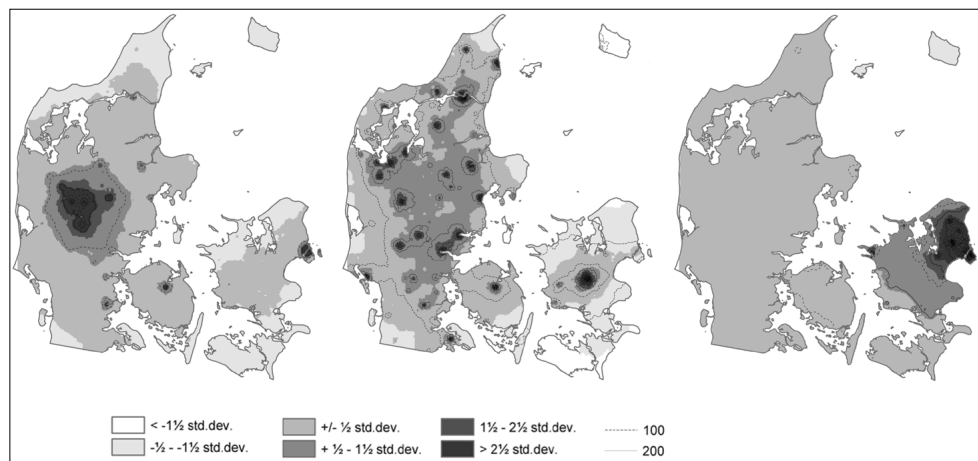 < -1½ std.dev. +/- ½ std.dev. 1½ - 2½ std.dev. 100
-½ - -1½ std.dev. + ½ - 1½ std.dev. > 2½ std.dev. 200